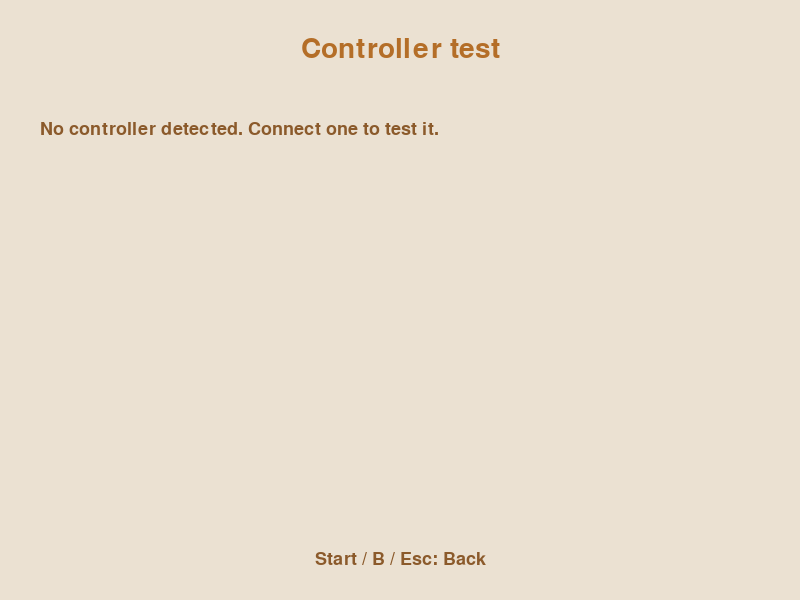 Controller test
No controller detected. Connect one to test it.
Start / B / Esc: Back